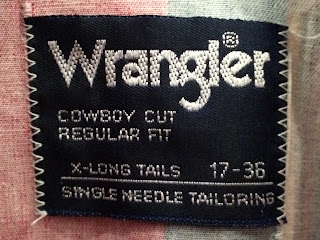 Wrangler®
COWBOY CUT
REGULAR FIT
X-LONG TAILS 17-36
SINGLE NEEDLE TAILORING